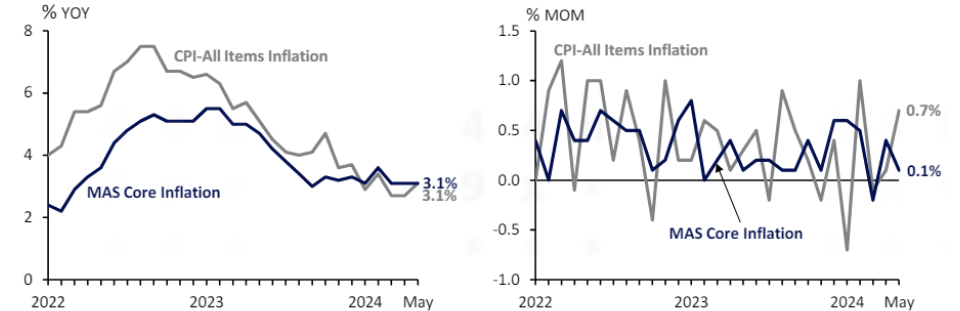 % YOY
8
6
4
2
0
CPI-All Items Inflation
MAS Core Inflation
3.1%
3.1%
2022
2023
2024
May
% MOM
1.5
1.0
0.5
0.0
-0.5
-1.0
CPI-All Items Inflation
0.7%
0.1%
MAS Core Inflation
2022
2023
2024
May